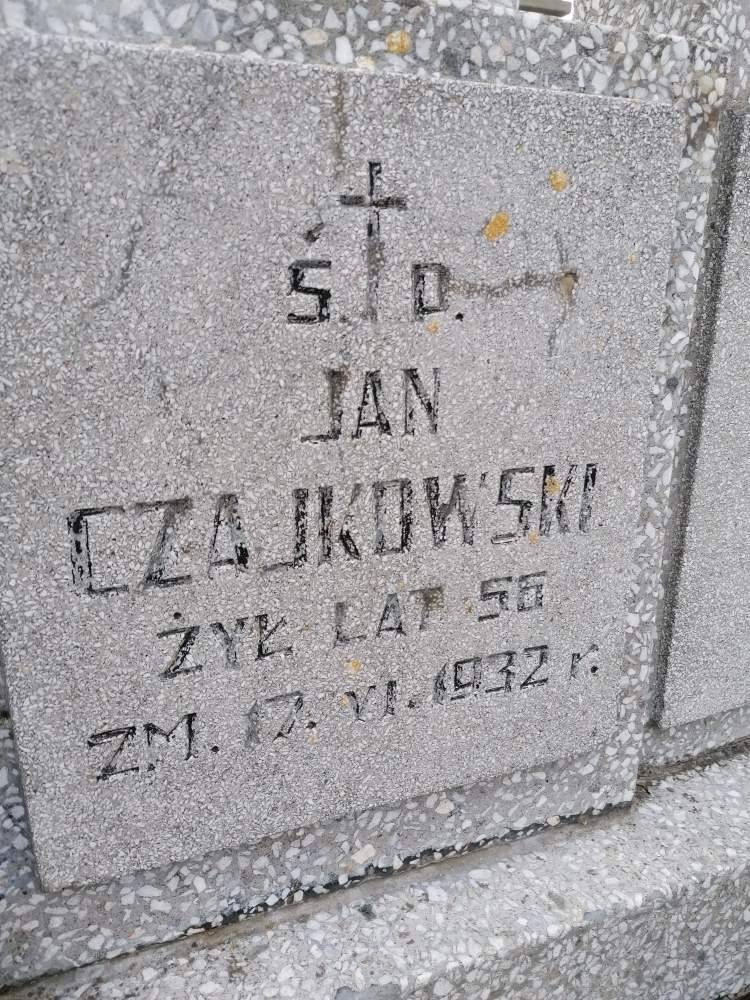 Ś. P.
JAN
CZAJKOWSKI
ŻYŁ LAT 56
ZM. 17. VI. 1932 r.